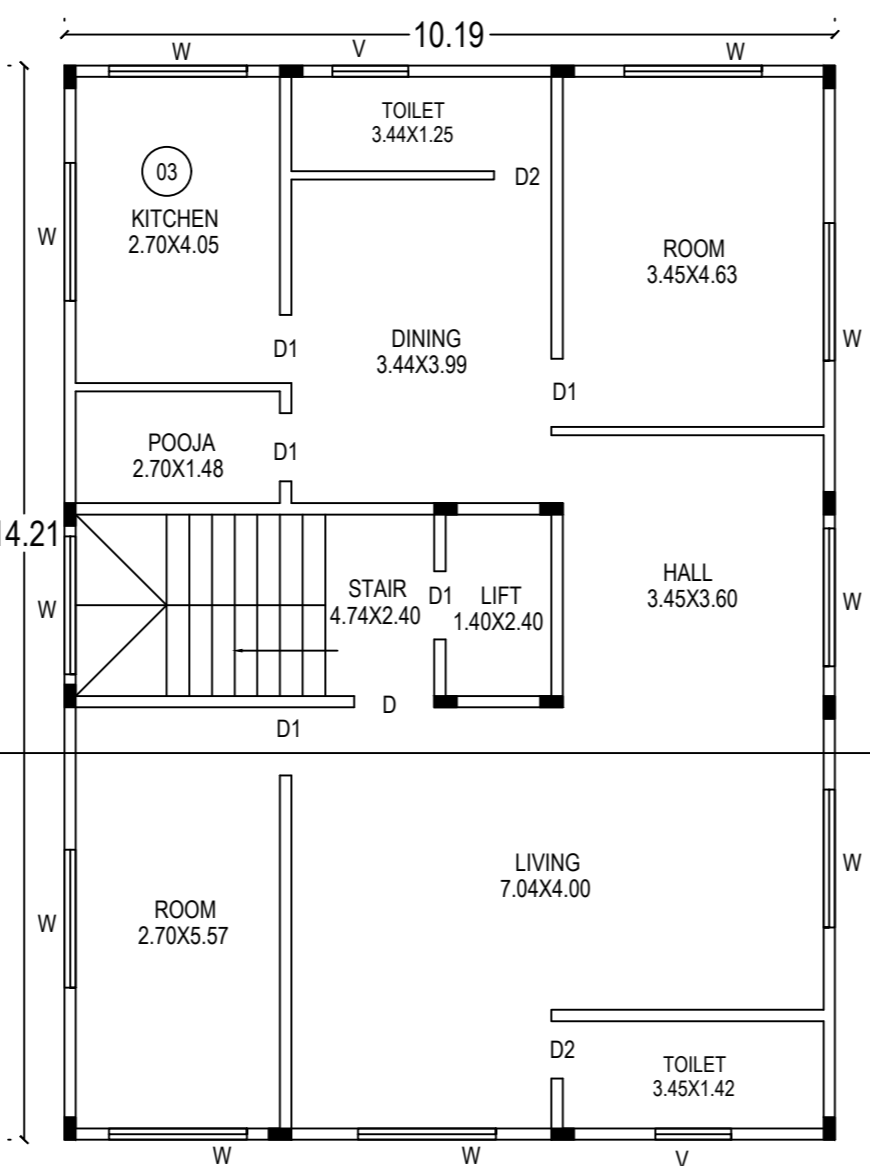 10.19
W
V
W
TOILET
3.44X1.25
D2
03
KITCHEN
2.70X4.05
W
ROOM
3.45X4.63
DINING
3.44X3.99
D1
W
D1
POOJA
2.70X1.48
D1
14.21
STAIR
4.74X2.40
D1
LIFT
1.40X2.40
HALL
3.45X3.60
W
W
D
D1
LIVING
7.04X4.00
W
ROOM
2.70X5.57
W
D2
TOILET
3.45X1.42
W
W
V